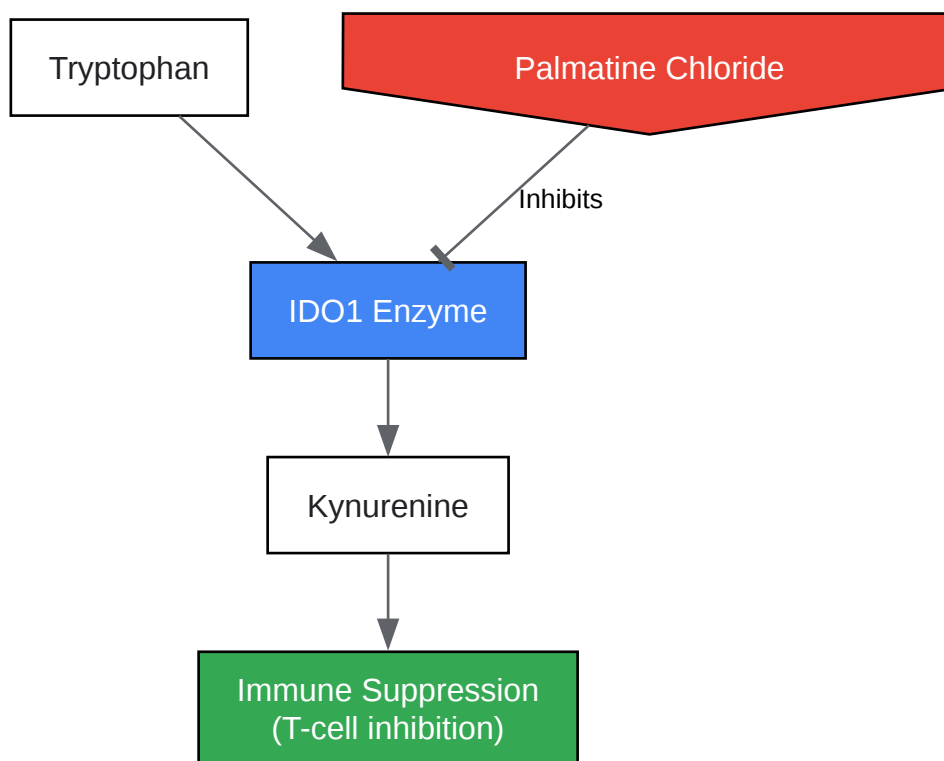 Tryptophan
Palmatine Chloride
Inhibits
IDO1 Enzyme
Kynurenine
Immune Suppression
(T-cell inhibition)